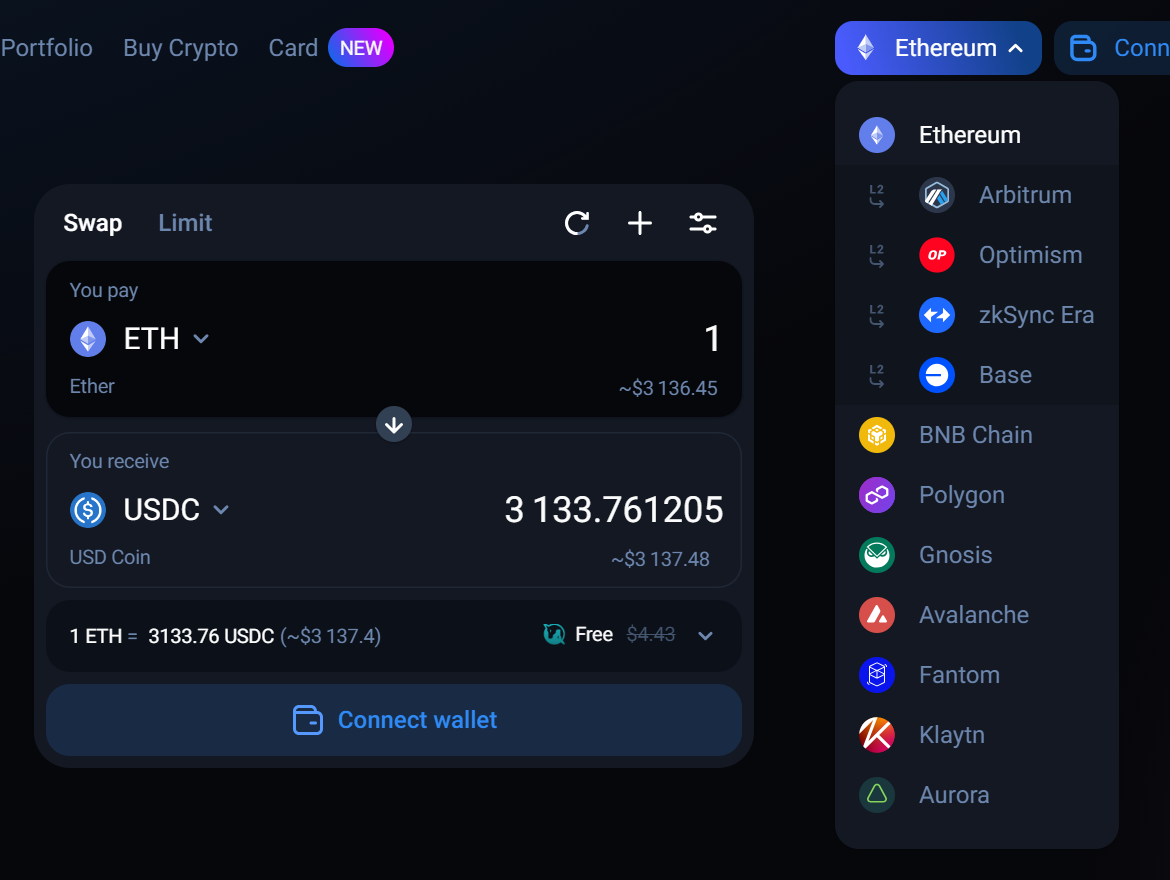 Portfolio Buy Crypto Card NEW Ethereum Conn
Swap Limit
You pay
ETH 1
Ether ~$3 136.45
You receive
USDC 3 133.761205
USD Coin ~$3 137.48
1 ETH = 3133.76 USDC (~$3 137.4) Free $4.43
Connect wallet
Ethereum
L2 Arbitrum
L2 OP Optimism
L2 zkSync Era
L2 Base
BNB Chain
Polygon
Gnosis
Avalanche
Fantom
Klaytn
Aurora